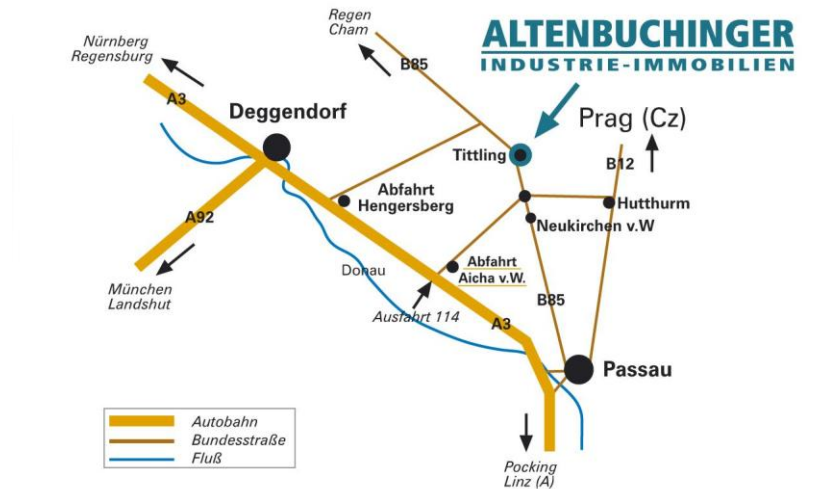 Regen
Cham
ALTENBUCHINGER
INDUSTRIE-IMMOBILIEN
Nürnberg
Regensburg
B85
A3
Deggendorf
Prag (Cz)
Tittling
B12
Abfahrt
Hengersberg
Hutthurm
A92
Neukirchen v.W
Donau
Abfahrt
Aicha v.W.
München
Landshut
B85
Ausfahrt 114
A3
Passau
Autobahn
Bundesstraße
Fluß
Pocking
Linz (A)